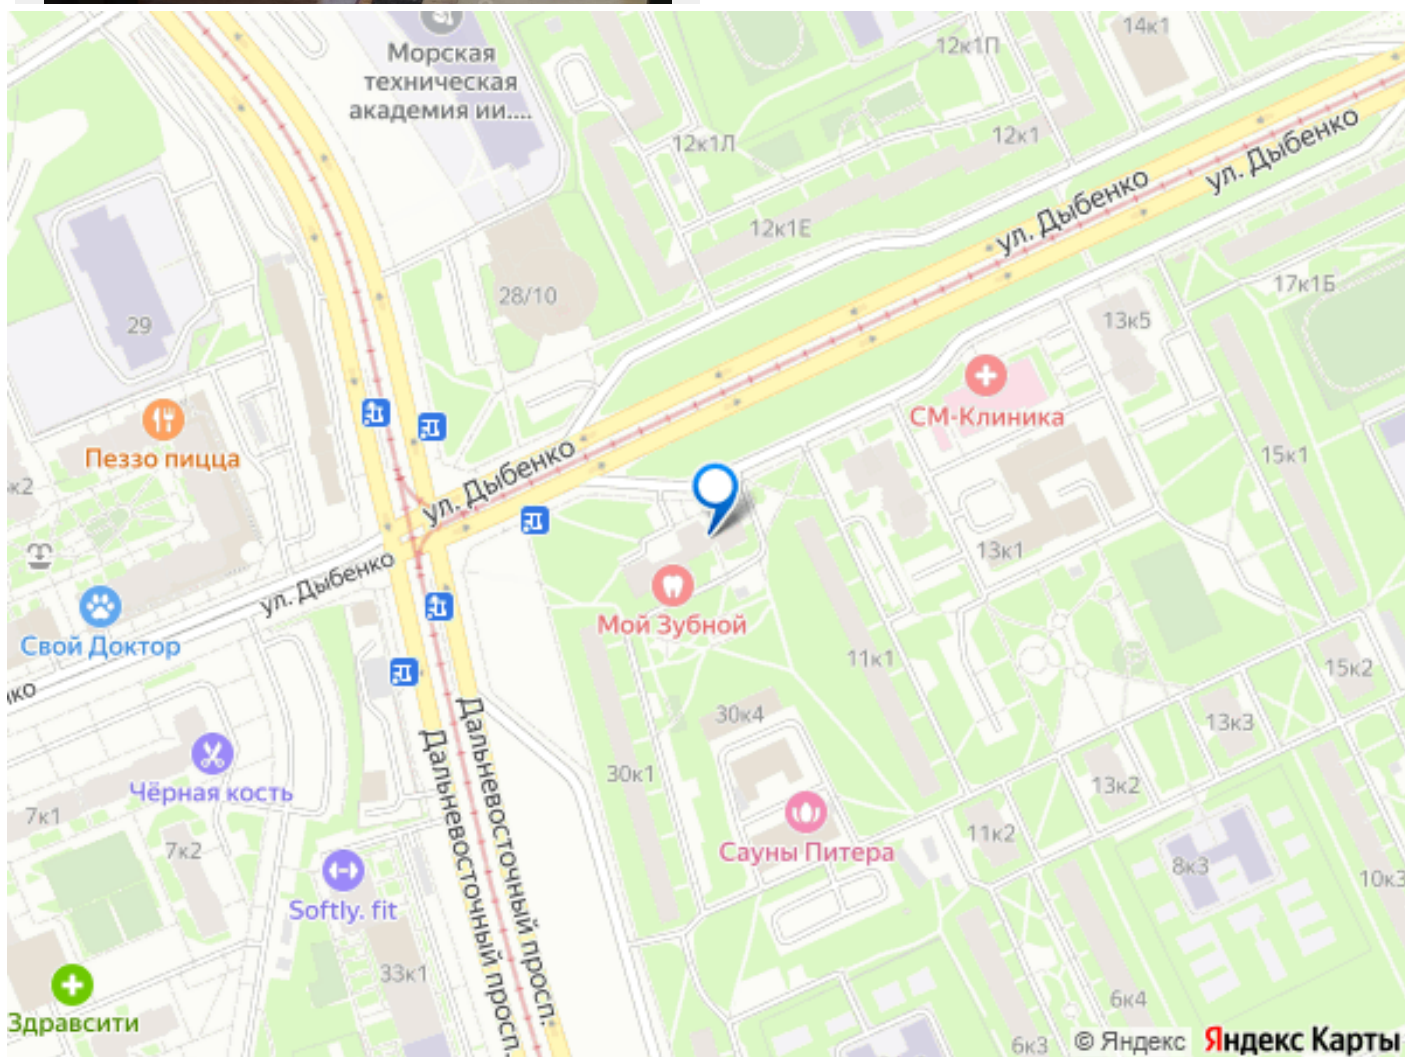 14к1
12к1П
Морская
техническая
академия ии....
12к1
12к1Л
ул. Дыбенко
ул. Дыбенко
12к1Е
17к1Б
28/10
29
13к5
СМ-Клиника
Пеззо пицца
15к1
ул. Дыбенко
к2
13к1
ул. Дыбенко
Свой Доктор
Мой Зубной
11к1
15к2
ко
30к4
13к3
Дальневосточный просп.
Дальневосточный просп.
30к1
13к2
Чёрная кость
7к1
11к2
7к2
Сауны Питера
8к3
10к3
Softly. fit
33к1
6к4
Здравсити
6к3
© Яндекс Яндекс Карты